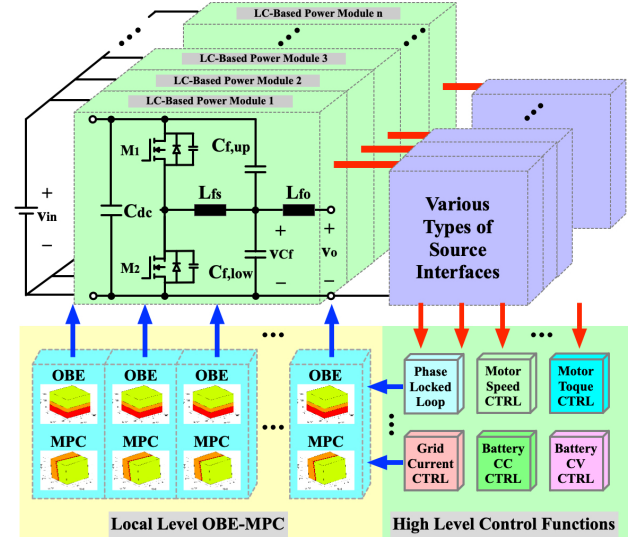 LC-Based Power Module n
LC-Based Power Module 3
LC-Based Power Module 2
LC-Based Power Module 1
M1
Cf,up
Cdc
Lfs
Lfo
+
vin
−
M2
Cf,low
+
vCf
−
+
vo
−
Various
Types of
Source
Interfaces
OBE
OBE
OBE
OBE
MPC
MPC
MPC
MPC
Phase
Locked
Loop
Motor
Speed
CTRL
Motor
Toque
CTRL
Grid
Current
CTRL
Battery
CC
CTRL
Battery
CV
CTRL
Local Level OBE-MPC
High Level Control Functions